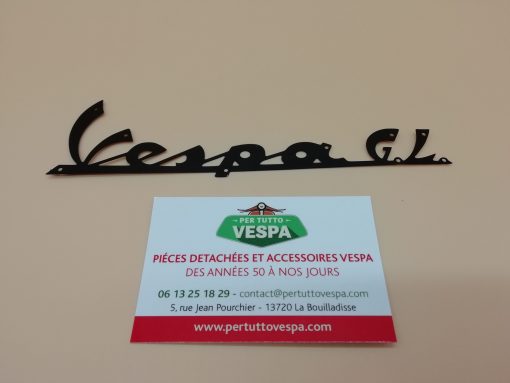 Vespa G.L.
PER TUTTO
VESPA
PIÉCES DETACHÉES ET ACCESSOIRES VESPA
DES ANNÉES 50 À NOS JOURS
06 13 25 18 29 - contact@pertuttovespa.com
5, rue Jean Pourchier - 13720 La Bouilladisse
www.pertuttovespa.com